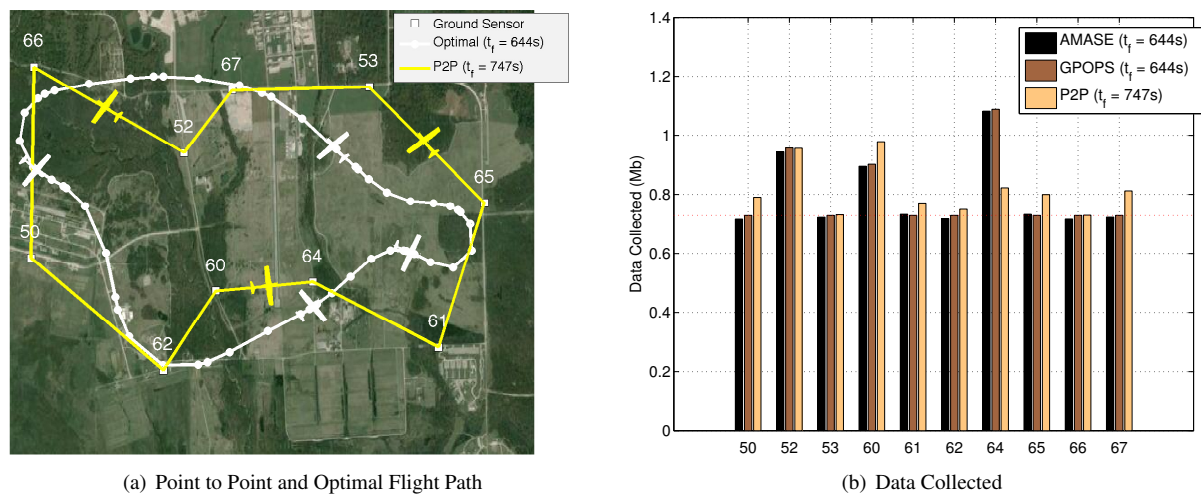 Ground Sensor
Optimal (t_f = 644s)
P2P (t_f = 747s)
66
67
53
52
65
50
60
64
61
62
(a) Point to Point and Optimal Flight Path
1.4
1.2
1
0.8
0.6
0.4
0.2
0
Data Collected (Mb)
AMASE (t_f = 644s)
GPOPS (t_f = 644s)
P2P (t_f = 747s)
50 52 53 60 61 62 64 65 66 67
(b) Data Collected